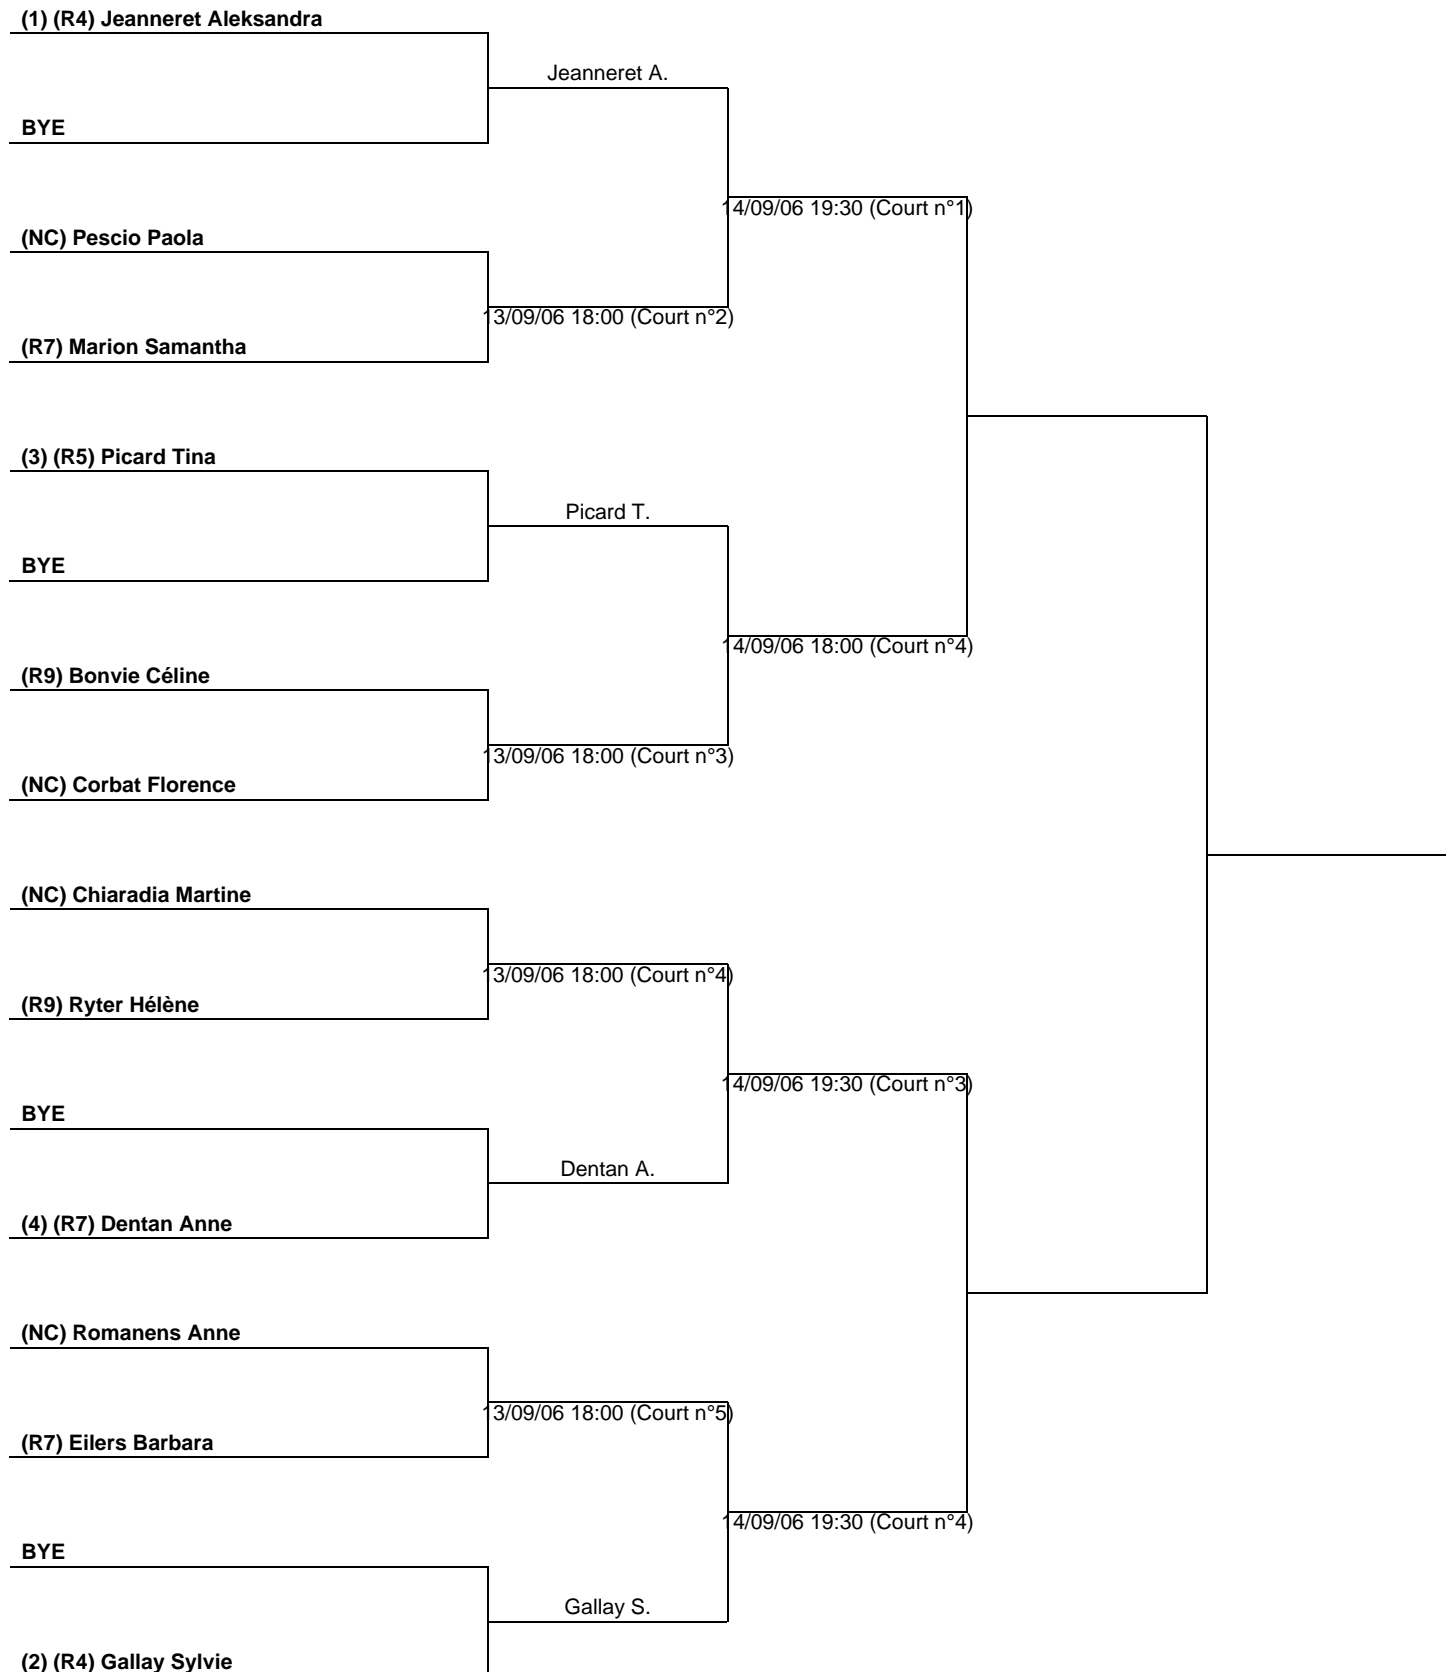 (1) (R4) Jeanneret Aleksandra
Jeanneret A.
BYE
14/09/06 19:30 (Court n°1)
(NC) Pescio Paola
13/09/06 18:00 (Court n°2)
(R7) Marion Samantha
(3) (R5) Picard Tina
Picard T.
BYE
14/09/06 18:00 (Court n°4)
(R9) Bonvie Céline
13/09/06 18:00 (Court n°3)
(NC) Corbat Florence
(NC) Chiaradia Martine
13/09/06 18:00 (Court n°4)
(R9) Ryter Hélène
14/09/06 19:30 (Court n°3)
BYE
Dentan A.
(4) (R7) Dentan Anne
(NC) Romanens Anne
13/09/06 18:00 (Court n°5)
(R7) Eilers Barbara
14/09/06 19:30 (Court n°4)
BYE
Gallay S.
(2) (R4) Gallay Sylvie